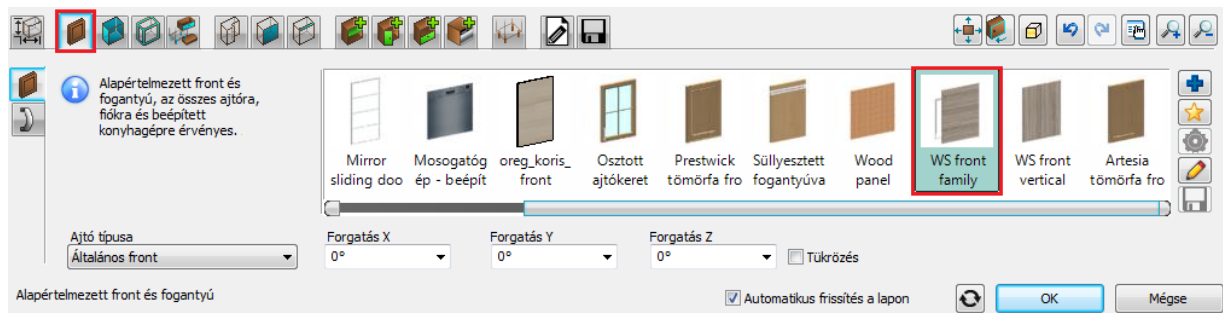 Alapértelmezett front és
fogantyú, az összes ajtóra,
fiókra és beépített
konyhagépre érvényes.
Mirror
sliding doo
Mosogatóg
ép - beépít
oreg_koris_
front
Osztott
ajtókeret
Prestwick
tömörfa fro
Süllyesztett
fogantyúva
Wood
panel
WS front
family
WS front
vertical
Artesia
tömörfa fro
Ajtó típusa
Általános front
Forgatás X
0°
Forgatás Y
0°
Forgatás Z
0°
Tükrözés
Alapértelmezett front és fogantyú
Automatikus frissítés a lapon
OK
Mégse